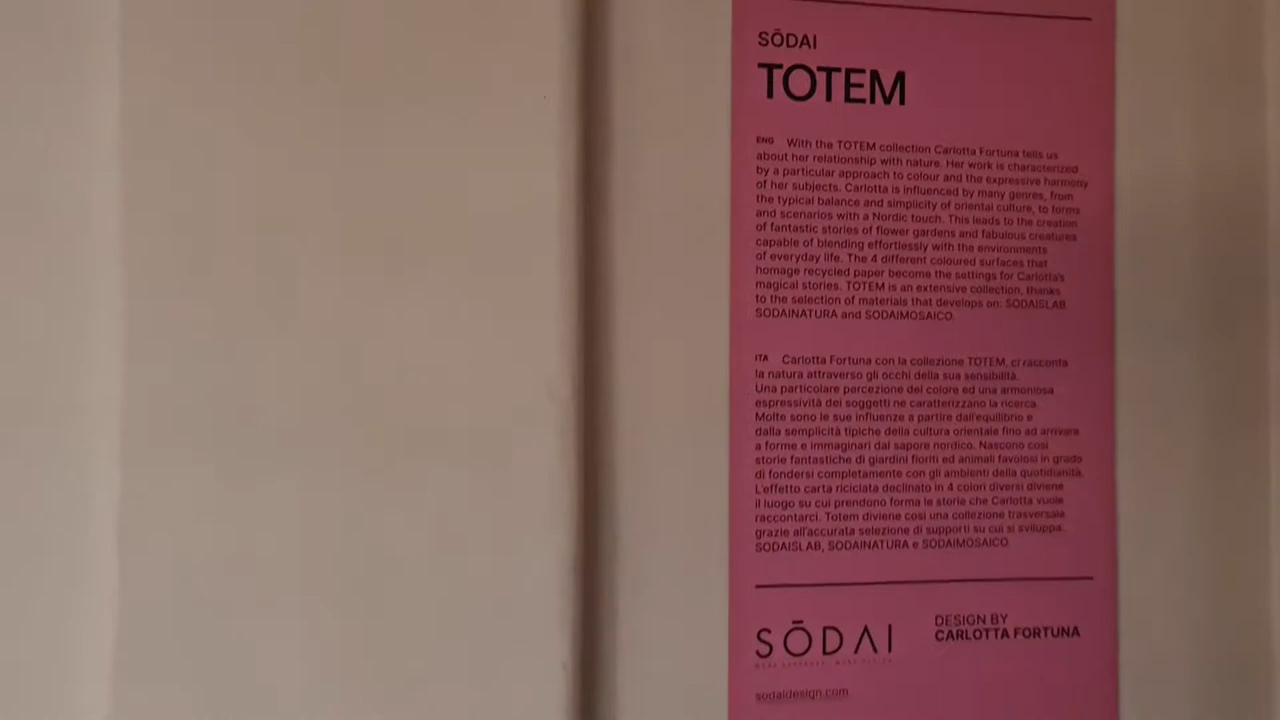 SŌDAI
TOTEM
ENG With the TOTEM collection Carlotta Fortuna tells us
about her relationship with nature. Her work is characterized
by a particular approach to colour and the expressive harmony
of her subjects. Carlotta is influenced by many genres, from
the typical balance and simplicity of oriental culture, to forms
and scenarios with a Nordic touch. This leads to the creation
of fantastic stories of flower gardens and fabulous creatures
capable of blending effortlessly with the environments
of everyday life. The 4 different coloured surfaces that
homage recycled paper become the settings for Carlotta's
magical stories. TOTEM is an extensive collection, thanks
to the selection of materials that develops on: SODAISLAB,
SODAINATURA and SODAIMOSAICO.
ITA Carlotta Fortuna con la collezione TOTEM, ci racconta
la natura attraverso gli occhi della sua sensibilità.
Una particolare percezione del colore ed una armoniosa
espressività dei soggetti ne caratterizzano la ricerca.
Molte sono le sue influenze a partire dall'equilibrio e
dalla semplicità tipiche della cultura orientale fino ad arrivare
a forme e immaginari dal sapore nordico. Nascono così
storie fantastiche di giardini fioriti ed animali favolosi in grado
di fondersi completamente con gli ambienti della quotidianità.
L'effetto carta riciclata declinato in 4 colori diversi diviene
il luogo su cui prendono forma le storie che Carlotta vuole
raccontarci. Totem diviene così una collezione trasversale
grazie all'accurata selezione di supporti su cui si sviluppa:
SODAISLAB, SODAINATURA e SODAIMOSAICO.
SŌDAI
DESIGN BY
CARLOTTA FORTUNA
sodaidesign.com